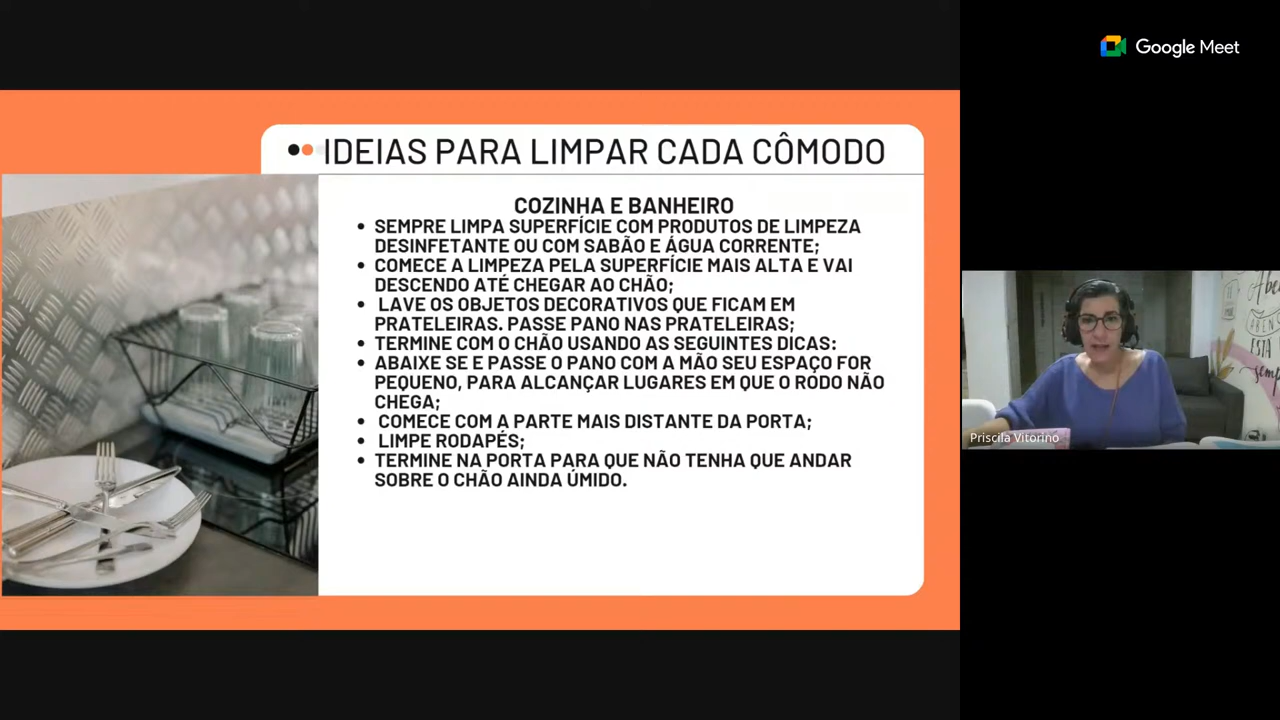 Google Meet
IDEIAS PARA LIMPAR CADA CÔMODO
COZINHA E BANHEIRO
• SEMPRE LIMPA SUPERFÍCIE COM PRODUTOS DE LIMPEZA
DESINFETANTE OU COM SABÃO E ÁGUA CORRENTE;
• COMECE A LIMPEZA PELA SUPERFÍCIE MAIS ALTA E VAI
DESCENDO ATÉ CHEGAR AO CHÃO;
• LAVE OS OBJETOS DECORATIVOS QUE FICAM EM
PRATELEIRAS. PASSE PANO NAS PRATELEIRAS;
• TERMINE COM O CHÃO USANDO AS SEGUINTES DICAS:
• ABAIXE SE E PASSE O PANO COM A MÃO SEU ESPAÇO FOR
PEQUENO, PARA ALCANÇAR LUGARES EM QUE O RODO NÃO
CHEGA;
• COMECE COM A PARTE MAIS DISTANTE DA PORTA;
• LIMPE RODAPÉS;
• TERMINE NA PORTA PARA QUE NÃO TENHA QUE ANDAR
SOBRE O CHÃO AINDA ÚMIDO.
ESTÁ
Priscila Vitorino